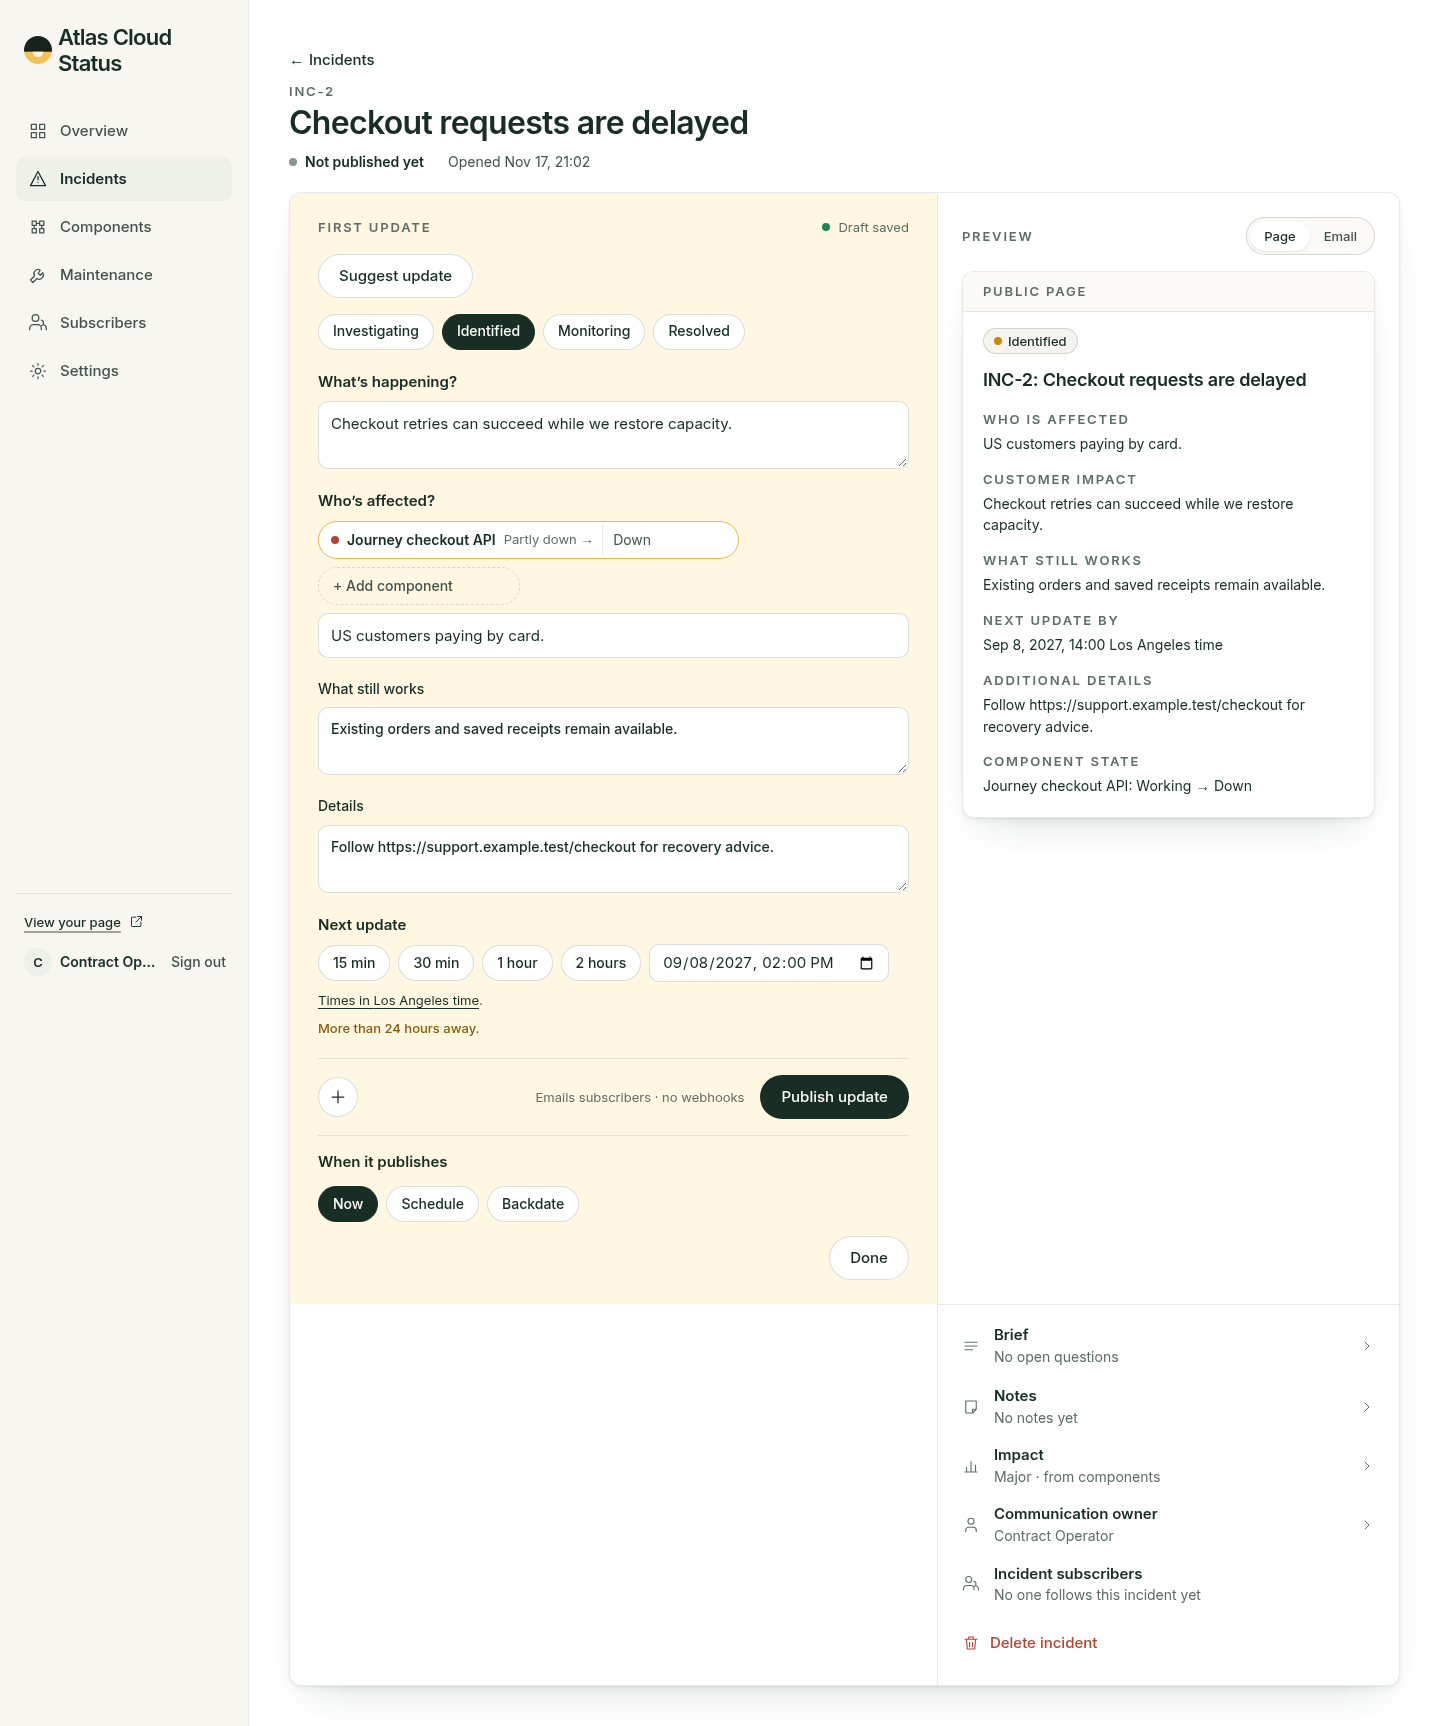 Atlas Cloud
Status
Overview
Incidents
Components
Maintenance
Subscribers
Settings
View your page
C
Contract Op...
Sign out
← Incidents
INC-2
Checkout requests are delayed
Not published yet
Opened Nov 17, 21:02
FIRST UPDATE
Draft saved
Suggest update
Investigating
Identified
Monitoring
Resolved
What's happening?
Checkout retries can succeed while we restore capacity.
Who's affected?
Journey checkout API Partly down → Down
+ Add component
US customers paying by card.
What still works
Existing orders and saved receipts remain available.
Details
Follow https://support.example.test/checkout for recovery advice.
Next update
15 min
30 min
1 hour
2 hours
09/08/2027, 02:00 PM
Times in Los Angeles time.
More than 24 hours away.
Emails subscribers · no webhooks
Publish update
When it publishes
Now
Schedule
Backdate
Done
PREVIEW
Page
Email
PUBLIC PAGE
Identified
INC-2: Checkout requests are delayed
WHO IS AFFECTED
US customers paying by card.
CUSTOMER IMPACT
Checkout retries can succeed while we restore
capacity.
WHAT STILL WORKS
Existing orders and saved receipts remain available.
NEXT UPDATE BY
Sep 8, 2027, 14:00 Los Angeles time
ADDITIONAL DETAILS
Follow https://support.example.test/checkout for
recovery advice.
COMPONENT STATE
Journey checkout API: Working → Down
Brief
No open questions
Notes
No notes yet
Impact
Major · from components
Communication owner
Contract Operator
Incident subscribers
No one follows this incident yet
Delete incident